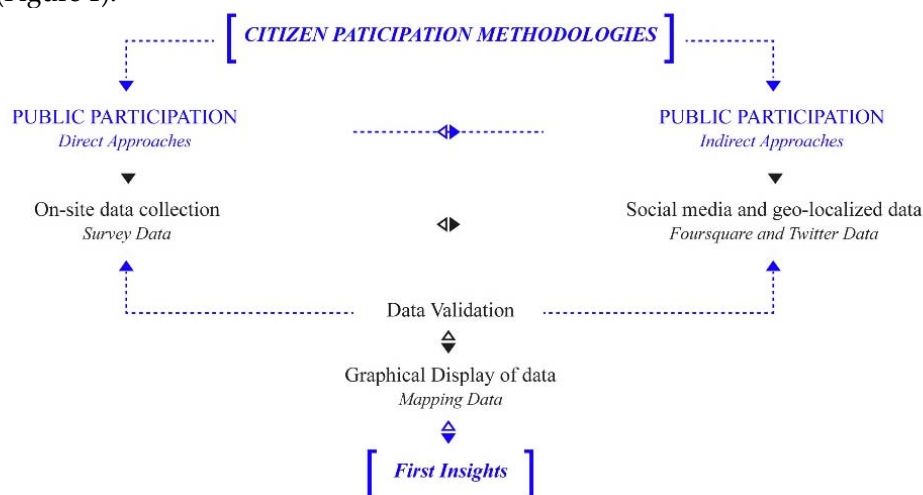 (Figure 1).
CITIZEN PATICIPATION METHODOLOGIES
PUBLIC PARTICIPATION
Direct Approaches
PUBLIC PARTICIPATION
Indirect Approaches
On-site data collection
Survey Data
Social media and geo-localized data
Foursquare and Twitter Data
Data Validation
Graphical Display of data
Mapping Data
First Insights